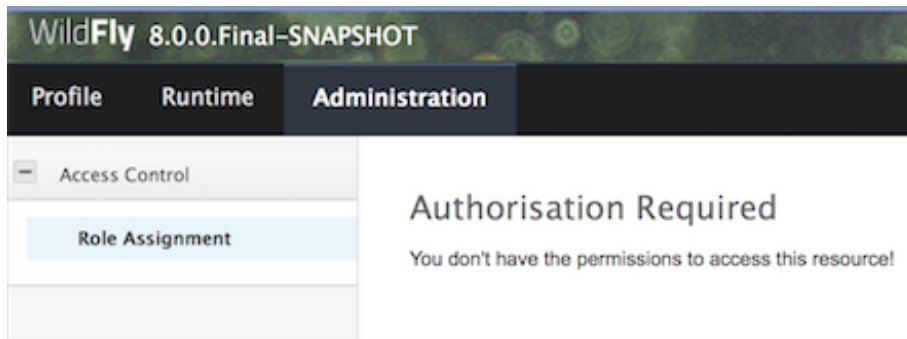 WildFly 8.0.0.Final-SNAPSHOT
Profile Runtime Administration
Access Control
Role Assignment
Authorisation Required
You don't have the permissions to access this resource!